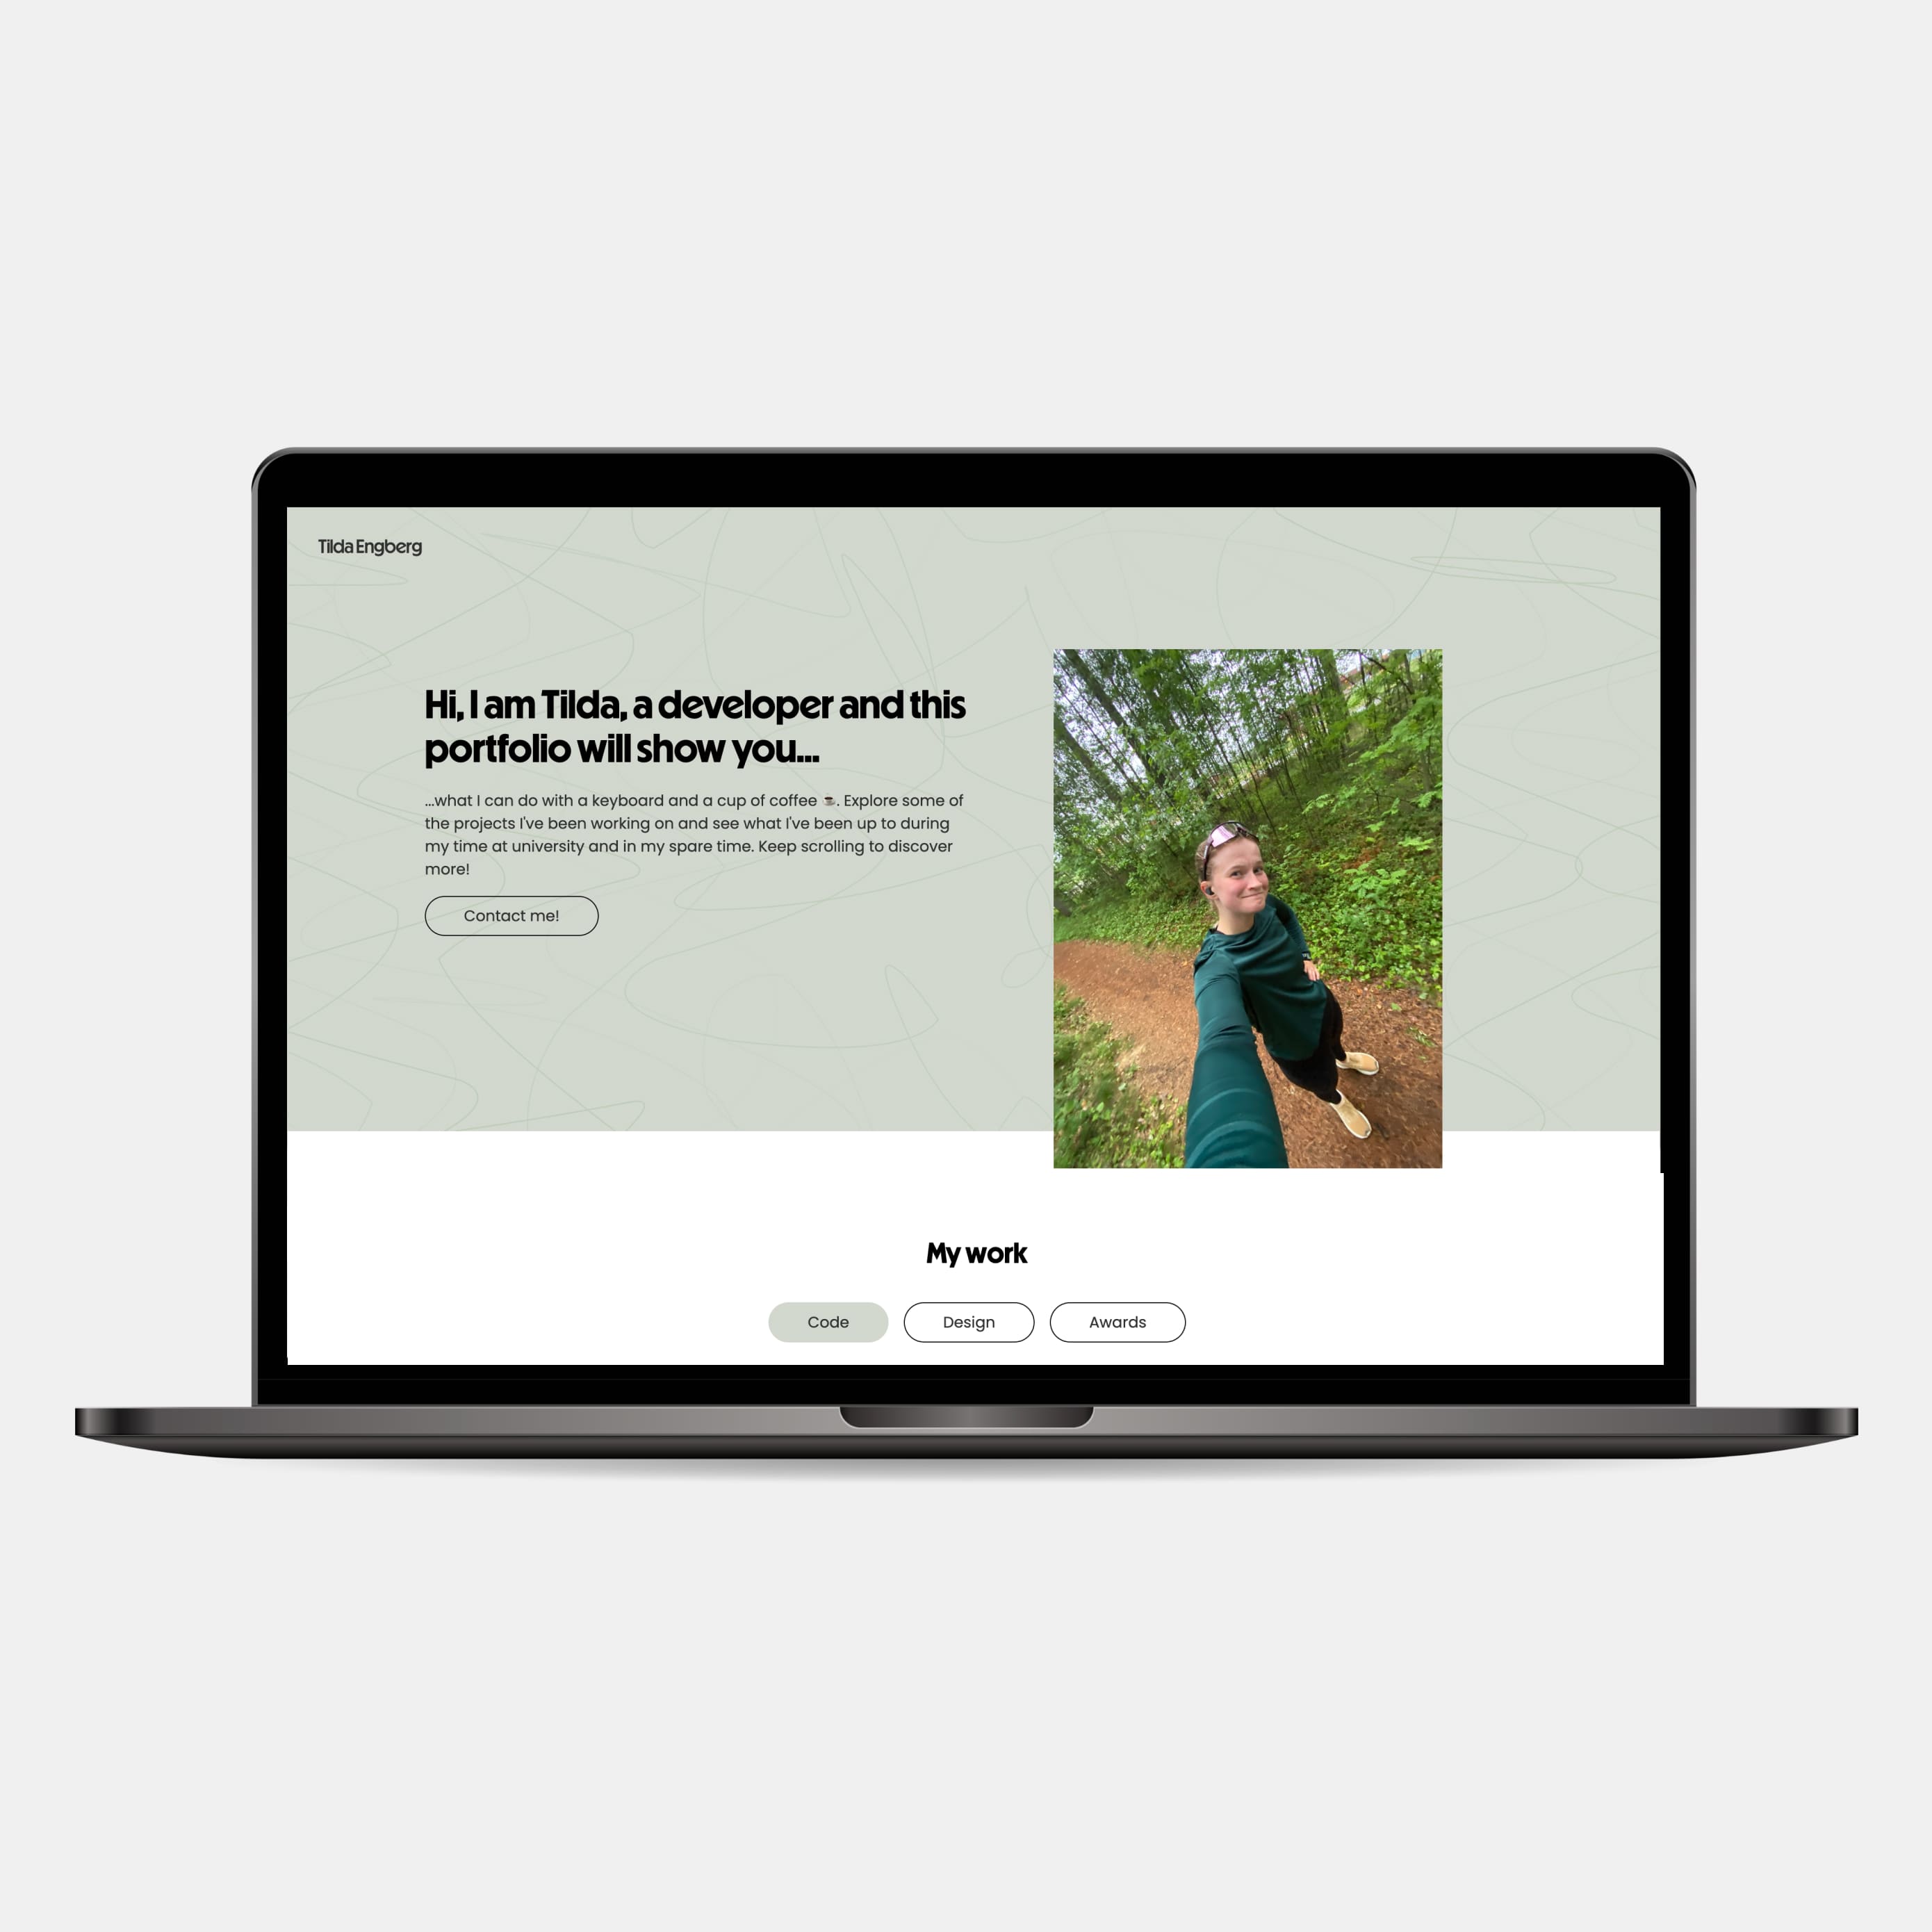 Tilda Engberg
Hi, I am Tilda, a developer and this
portfolio will show you...
...what I can do with a keyboard and a cup of coffee ☕. Explore some of
the projects I've been working on and see what I've been up to during
my time at university and in my spare time. Keep scrolling to discover
more!
Contact me!
My work
Code
Design
Awards